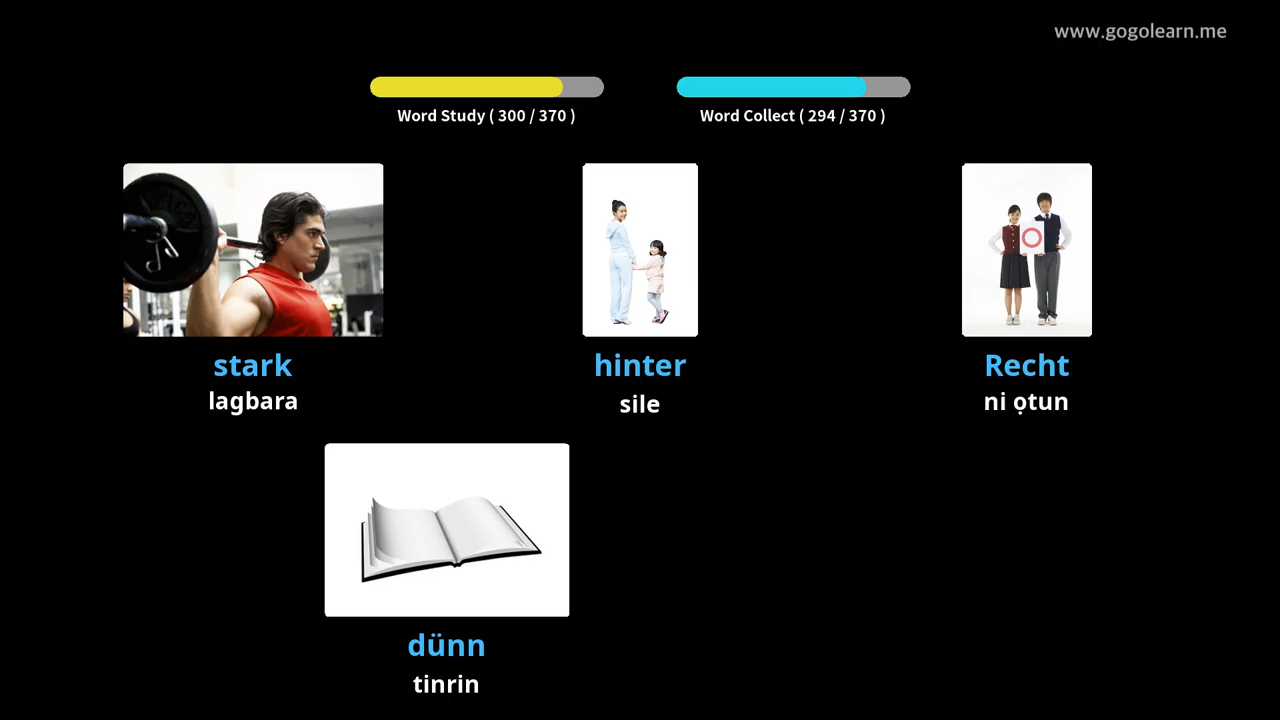 www.gogolearn.me
Word Study ( 300 / 370 )
Word Collect ( 294 / 370 )
stark
lagbara
hinter
sile
Recht
ni ọtun
dünn
tinrin